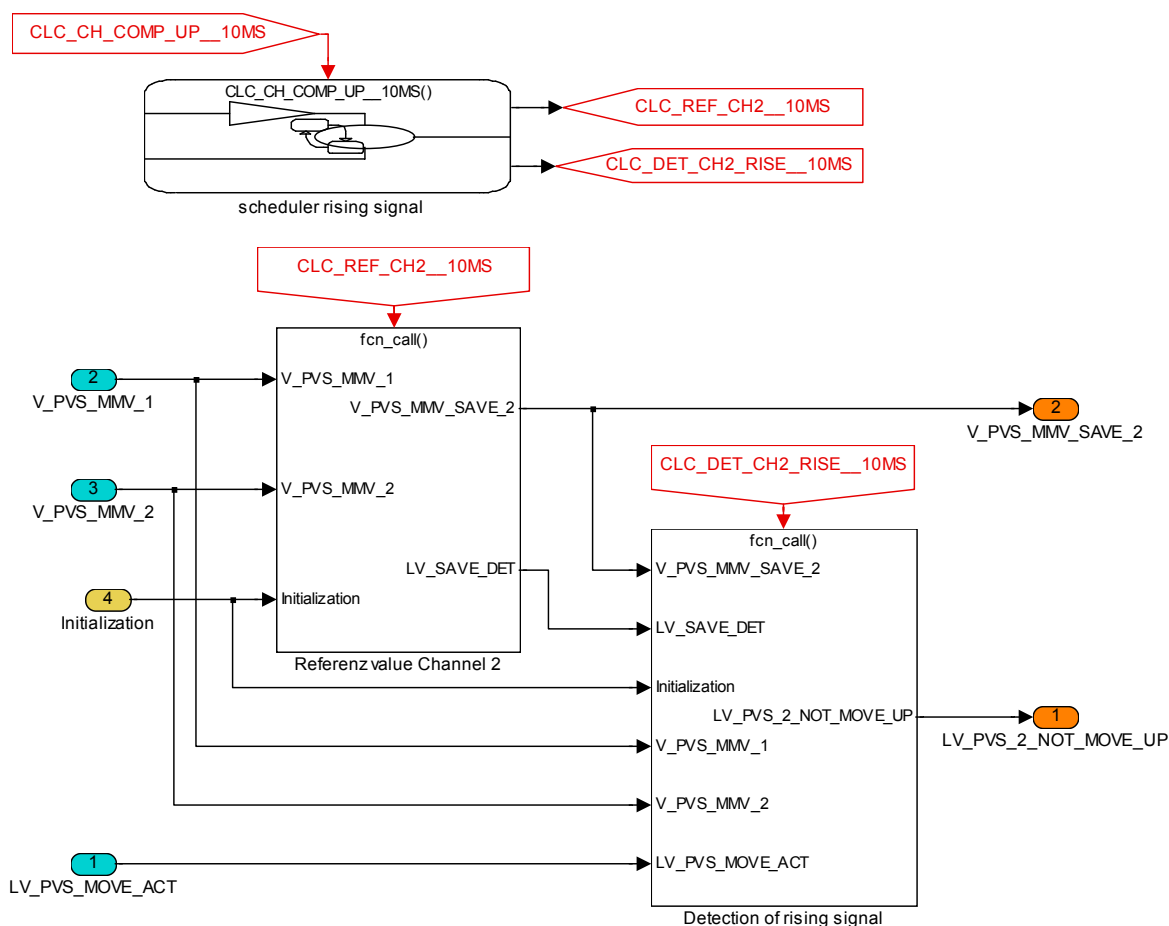 CLC_CH_COMP_UP__10MS
CLC_CH_COMP_UP__10MS()
CLC_REF_CH2__10MS
CLC_DET_CH2_RISE__10MS
scheduler rising signal
CLC_REF_CH2__10MS
fcn_call()
2
V_PVS_MMV_1
V_PVS_MMV_1
V_PVS_MMV_SAVE_2
2
V_PVS_MMV_SAVE_2
CLC_DET_CH2_RISE__10MS
3
V_PVS_MMV_2
V_PVS_MMV_2
fcn_call()
LV_SAVE_DET
V_PVS_MMV_SAVE_2
4
Initialization
Initialization
LV_SAVE_DET
Referenz value Channel 2
Initialization
LV_PVS_2_NOT_MOVE_UP
1
LV_PVS_2_NOT_MOVE_UP
V_PVS_MMV_1
V_PVS_MMV_2
1
LV_PVS_MOVE_ACT
LV_PVS_MOVE_ACT
Detection of rising signal